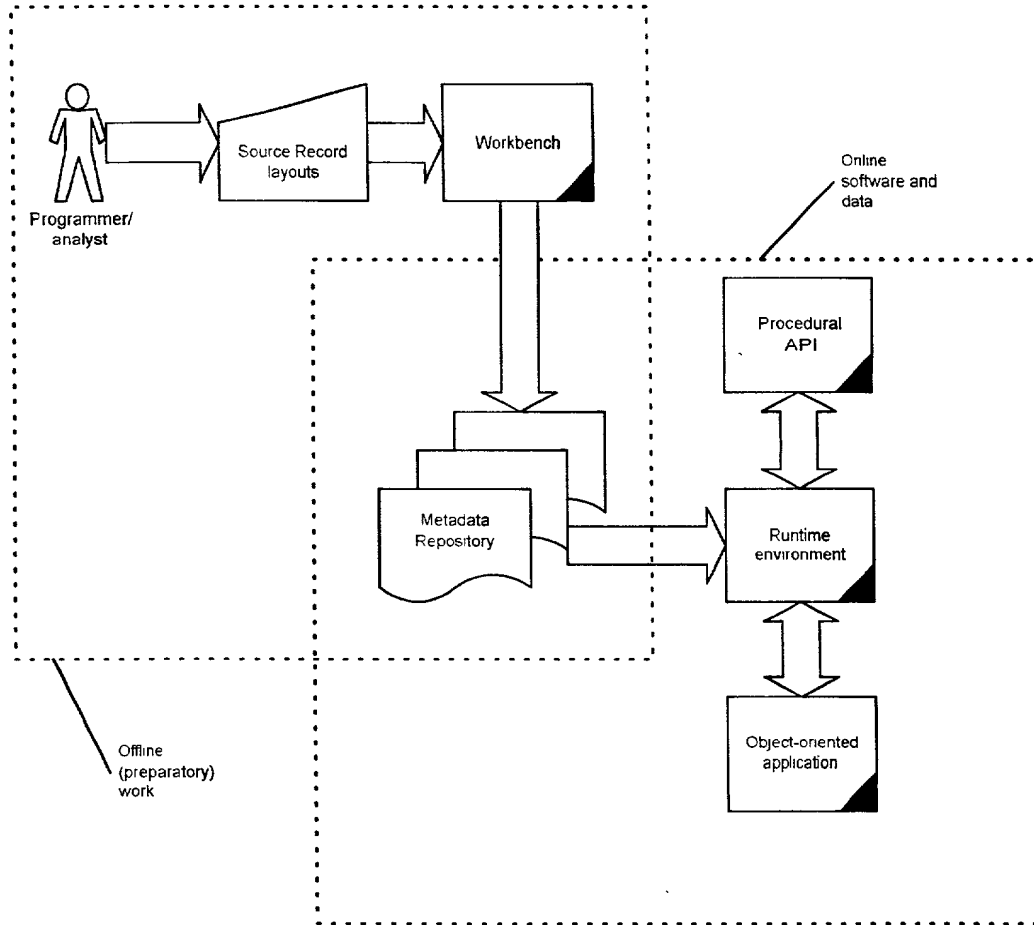 Source Record
layouts
Workbench
Programmer/
analyst
Online
software and
data
Procedural
API
Metadata
Repository
Runtime
environment
Offline
(preparatory)
work
Object-oriented
application